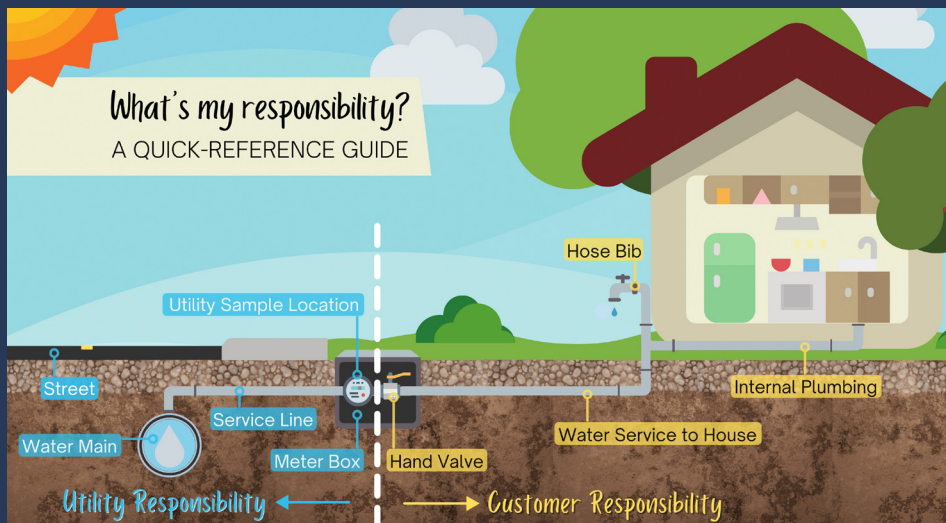 What's my responsibility?
A QUICK-REFERENCE GUIDE
Hose Bib
Utility Sample Location
Street
Internal Plumbing
Service Line
Water Main
Meter Box
Hand Valve
Water Service to House
Utility Responsibility
Customer Responsibility